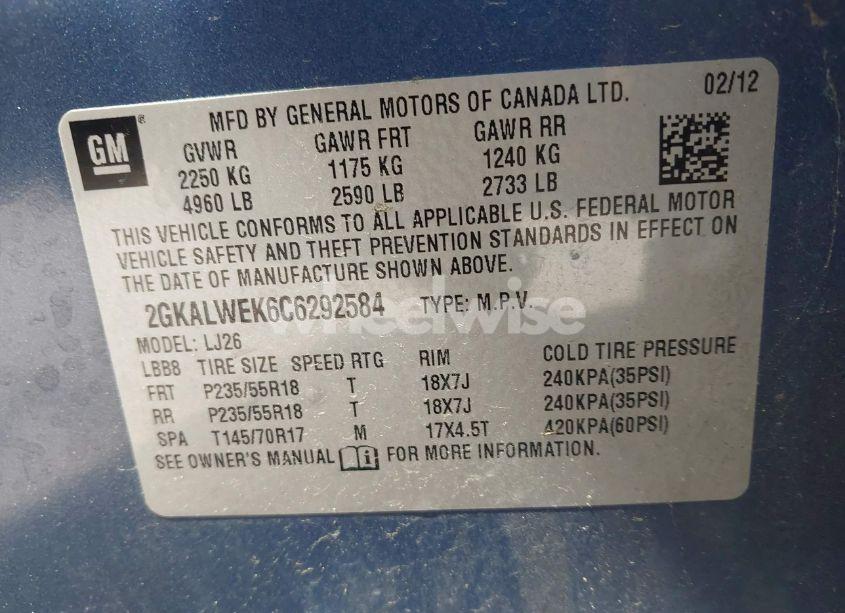 MFD BY GENERAL MOTORS OF CANADA LTD. 02/12
GM®
GVWR GAWR FRT GAWR RR
2250 KG 1175 KG 1240 KG
4960 LB 2590 LB 2733 LB
THIS VEHICLE CONFORMS TO ALL APPLICABLE U.S. FEDERAL MOTOR
VEHICLE SAFETY AND THEFT PREVENTION STANDARDS IN EFFECT ON
THE DATE OF MANUFACTURE SHOWN ABOVE.
2GKALWEK6C6292584 TYPE: M.P.V.
wheelwise
MODEL: LJ26
LBB8 TIRE SIZE SPEED RTG RIM COLD TIRE PRESSURE
FRT P235/55R18 T 18X7J 240KPA(35PSI)
RR P235/55R18 T 18X7J 240KPA(35PSI)
SPA T145/70R17 M 17X4.5T 420KPA(60PSI)
SEE OWNER'S MANUAL i FOR MORE INFORMATION.